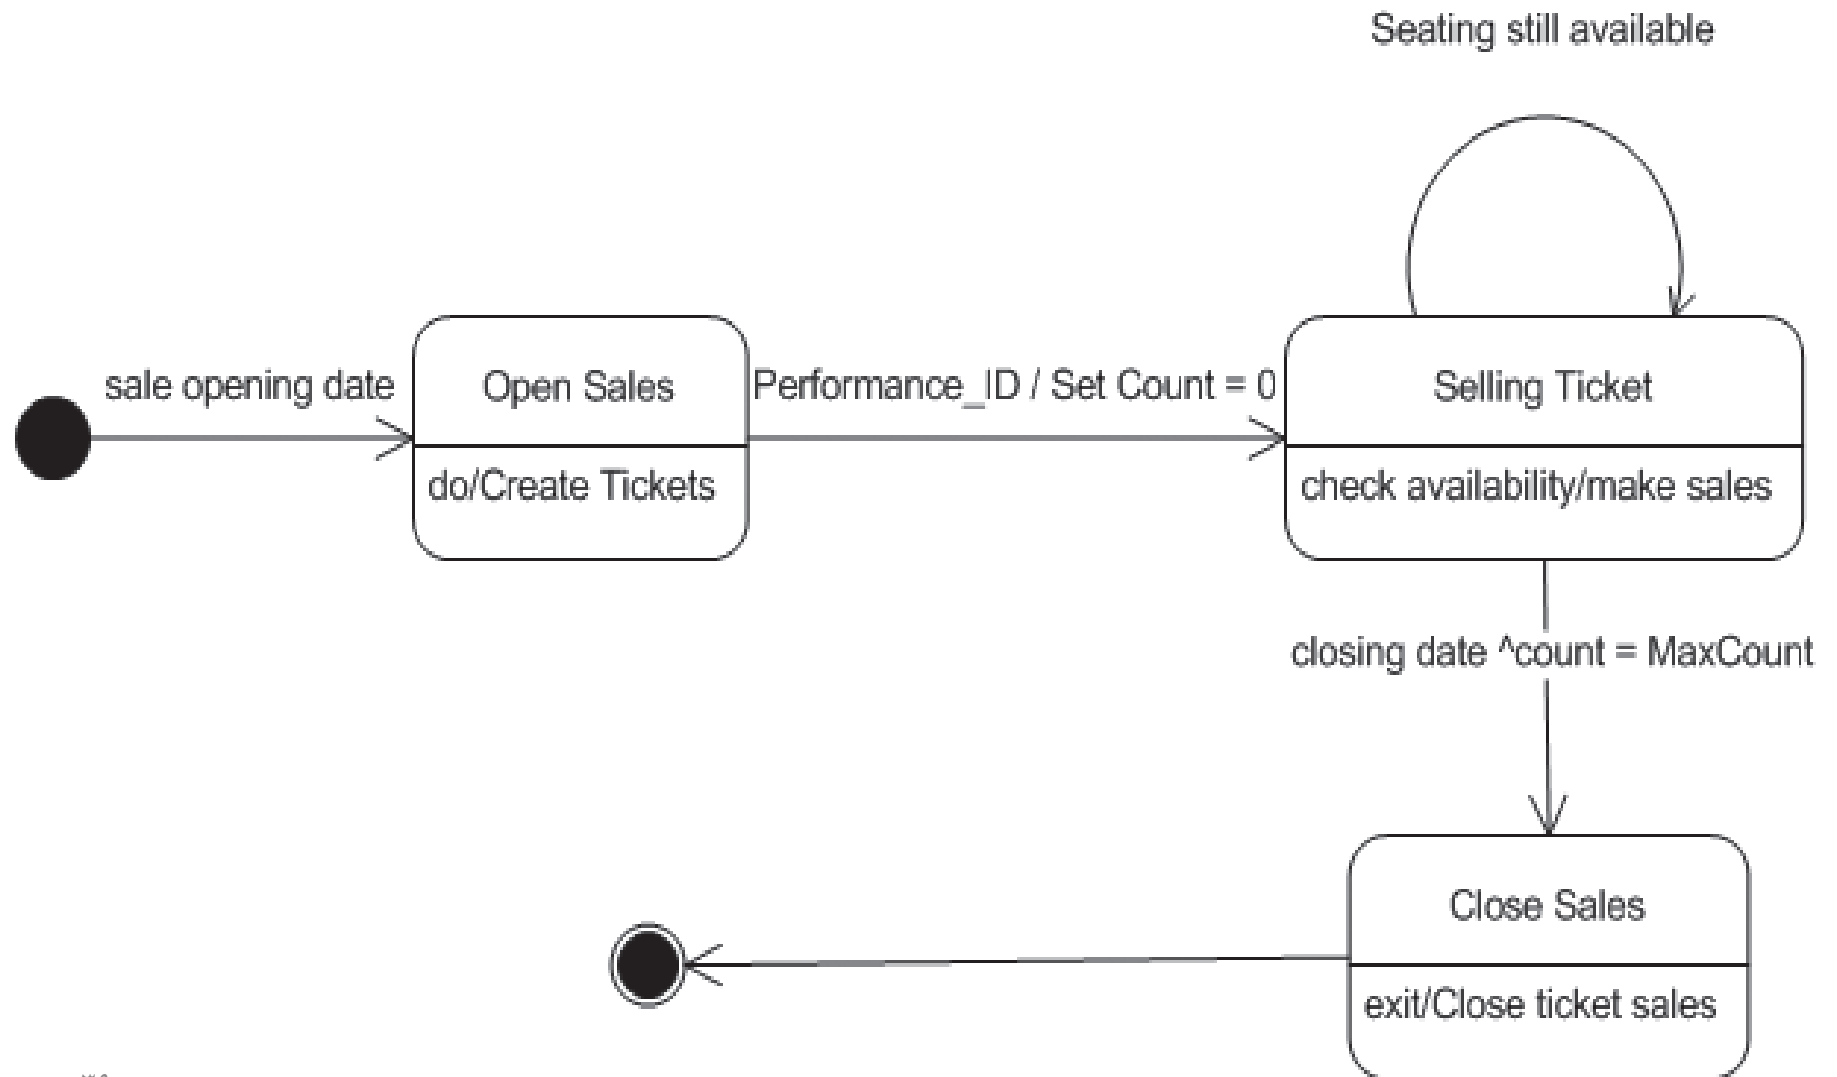 Seating still available
sale opening date
Open Sales
Performance_ID / Set Count = 0
Selling Ticket
do/Create Tickets
check availability/make sales
closing date ^count = MaxCount
Close Sales
exit/Close ticket sales